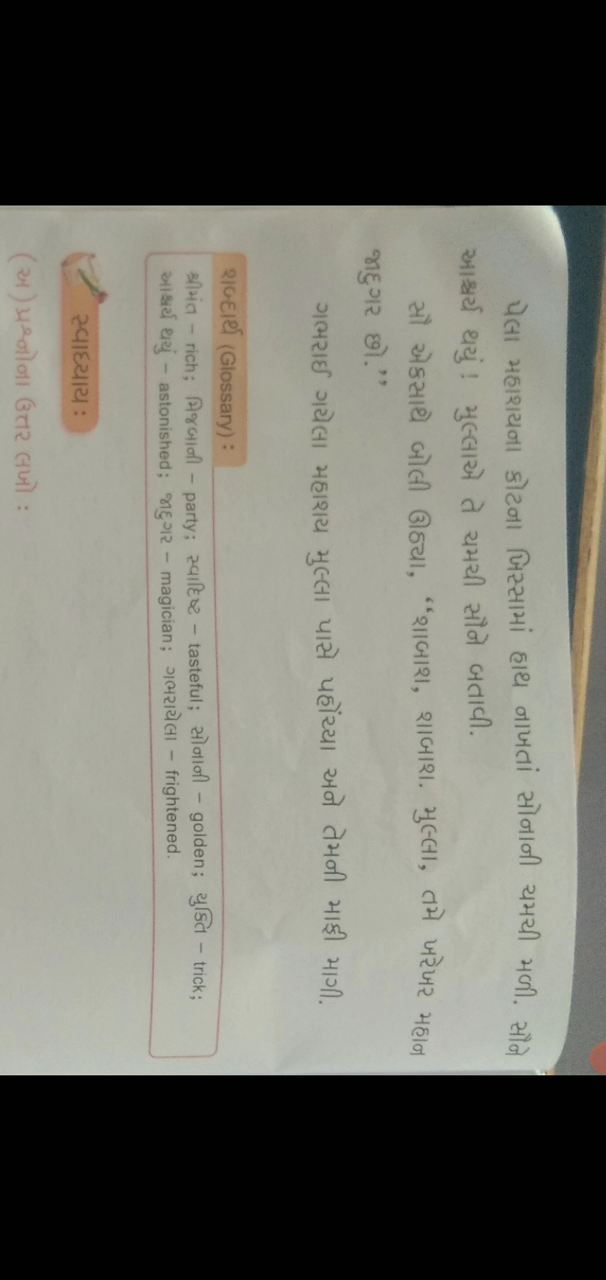 પેલા મહાશયના કોટના ખિસ્સામાં હાથ નાખતાં સોનાની ચમચી મળી. સૌને
આશ્ચર્ય થયું ! મુલ્લાએ તે ચમચી સૌને બતાવી.
સૌ એકસાથે બોલી ઊઠ્યા, “શાબાશ, શાબાશ. મુલ્લા, તમે ખરેખર મહાન
જાદુગર છો.”
ગભરાઈ ગયેલા મહાશય મુલ્લા પાસે પહોંચ્યા અને તેમની માફી માગી.
શબ્દાર્થ (Glossary) :
શ્રીમંત – rich; મિજબાની – party; સ્વાદિષ્ટ – tasteful; સોનાની – golden; યુક્તિ – trick;
આશ્ચર્ય થયું – astonished; જાદુગર – magician; ગભરાયેલા – frightened.
સ્વાધ્યાય :
(અ) પ્રશ્નોના ઉત્તર લખો :